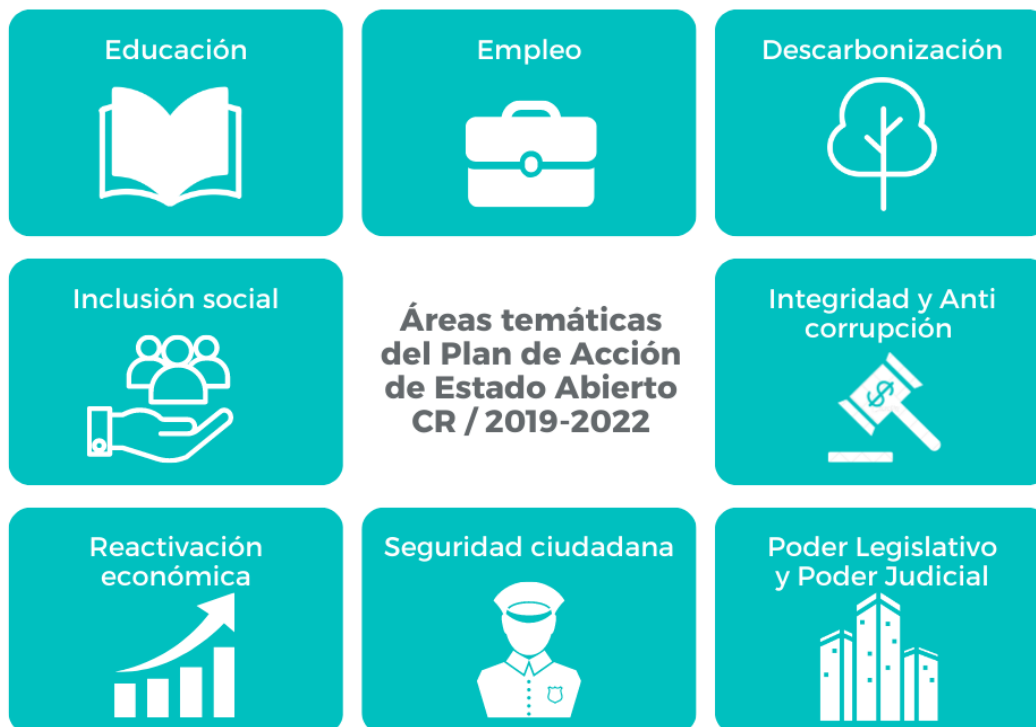 Educación
Empleo
Descarbonización
Inclusión social
Áreas temáticas
del Plan de Acción
de Estado Abierto
CR / 2019-2022
Integridad y Anti
corrupción
$
Reactivación
económica
Seguridad ciudadana
Poder Legislativo
y Poder Judicial